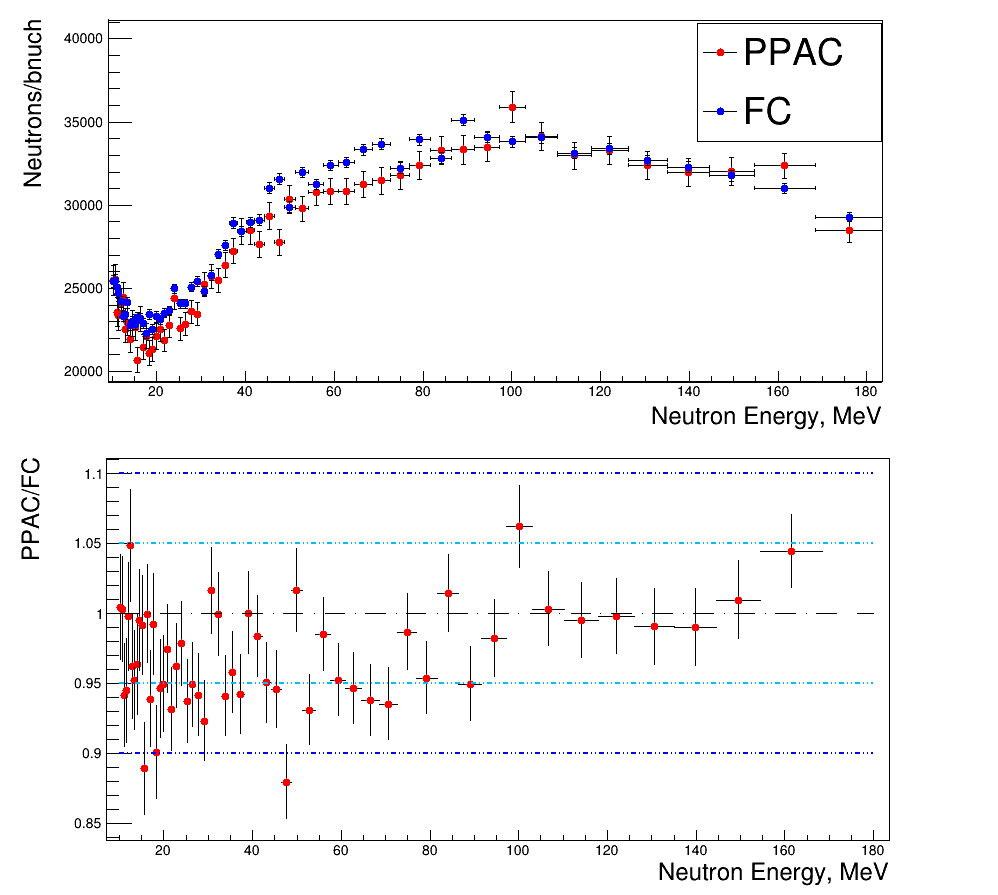 Neutrons/bnuch
40000
35000
30000
25000
20000
PPAC
FC
20 40 60 80 100 120 140 160 180
Neutron Energy, MeV
PPAC/FC
1.1
1.05
1
0.95
0.9
0.85
20 40 60 80 100 120 140 160 180
Neutron Energy, MeV